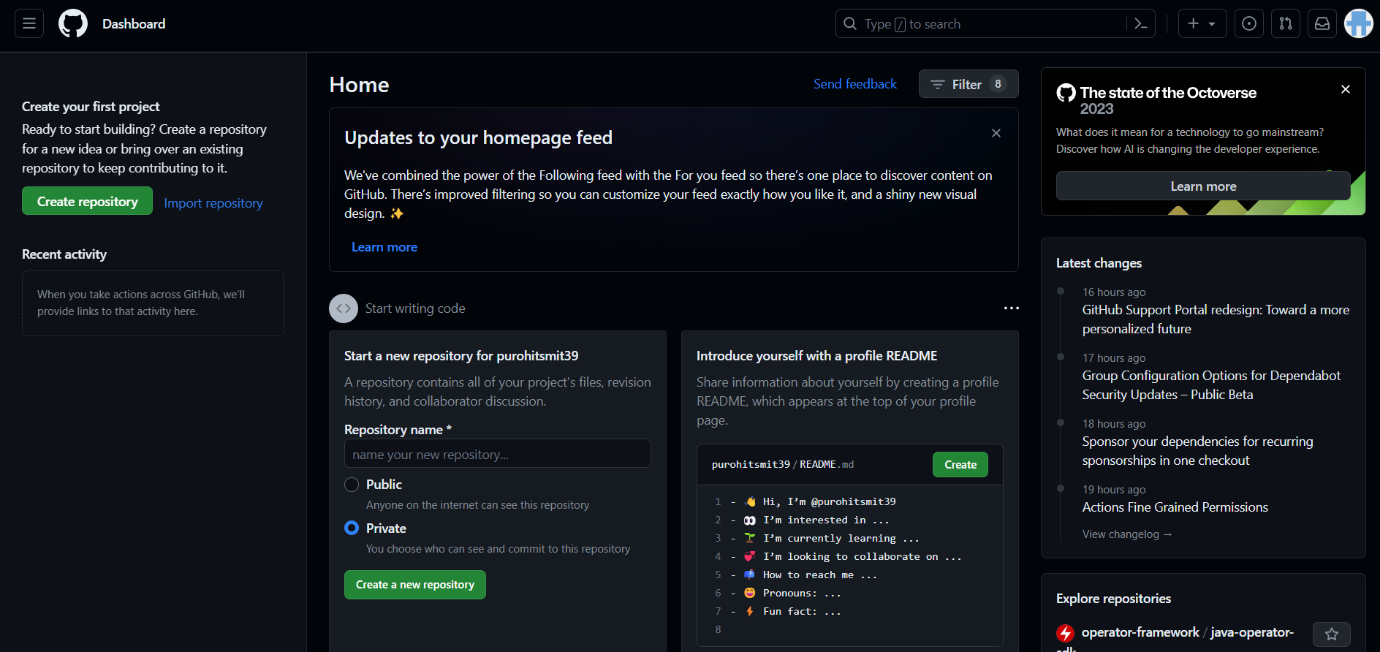 Dashboard
Type / to search
Create your first project
Ready to start building? Create a repository
for a new idea or bring over an existing
repository to keep contributing to it.
Create repository
Import repository
Recent activity
When you take actions across GitHub, we'll
provide links to that activity here.
Home
Send feedback
Filter 8
Updates to your homepage feed
We've combined the power of the Following feed with the For you feed so there's one place to discover content on
GitHub. There's improved filtering so you can customize your feed exactly how you like it, and a shiny new visual
design. ✨
Learn more
Start writing code
Start a new repository for purohitsmit39
A repository contains all of your project's files, revision
history, and collaborator discussion.
Repository name *
name your new repository...
Public
Anyone on the internet can see this repository
Private
You choose who can see and commit to this repository
Create a new repository
Introduce yourself with a profile README
Share information about yourself by creating a profile
README, which appears at the top of your profile
page.
purohitsmit39 / README.md
Create
1 - 👋 Hi, I'm @purohitsmit39
2 - 👀 I'm interested in ...
3 - 🌱 I'm currently learning ...
4 - 💞️ I'm looking to collaborate on ...
5 - 📫 How to reach me ...
6 - 😄 Pronouns: ...
7 - ⚡ Fun fact: ...
8
The state of the Octoverse
2023
What does it mean for a technology to go mainstream?
Discover how AI is changing the developer experience.
Learn more
Latest changes
16 hours ago
GitHub Support Portal redesign: Toward a more
personalized future
17 hours ago
Group Configuration Options for Dependabot
Security Updates – Public Beta
18 hours ago
Sponsor your dependencies for recurring
sponsorships in one checkout
19 hours ago
Actions Fine Grained Permissions
View changelog →
Explore repositories
operator-framework / java-operator-
sdk